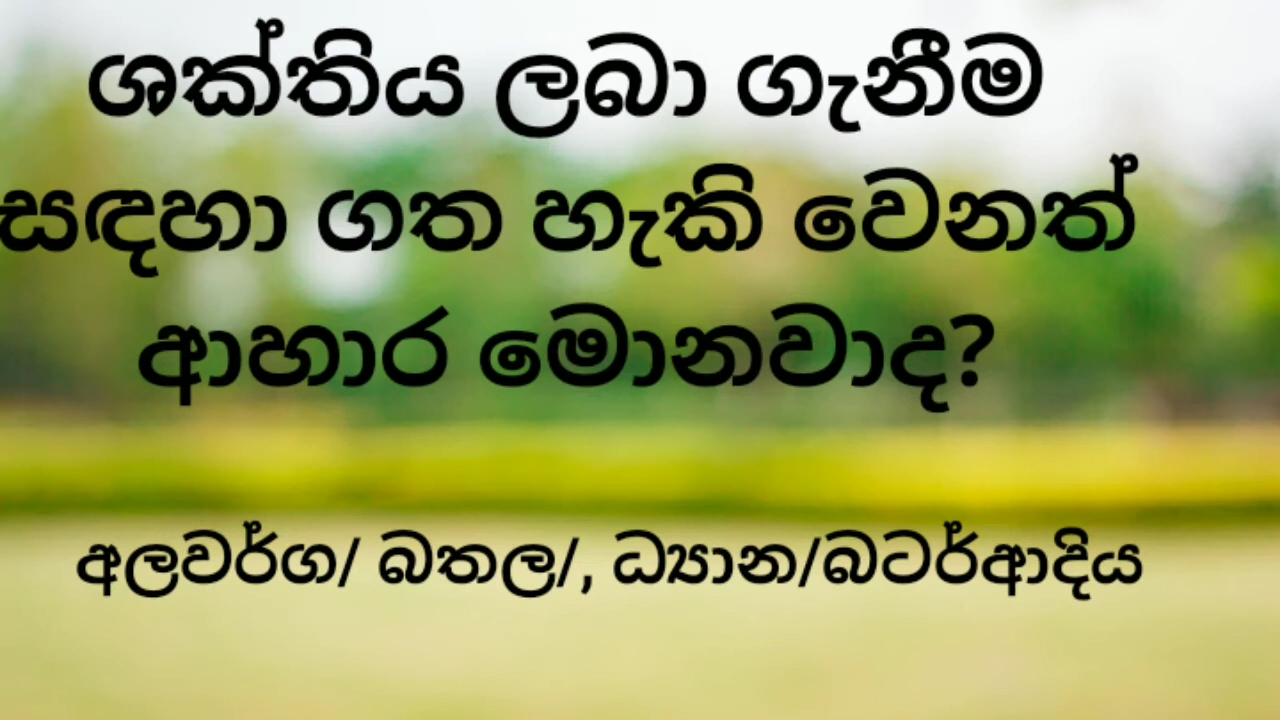 ශක්තිය ලබා ගැනීම
සඳහා ගත හැකි වෙනත්
ආහාර මොනවාද?
අලවර්ග/ බතල/, ධ්‍යාන/බටර්ආදිය